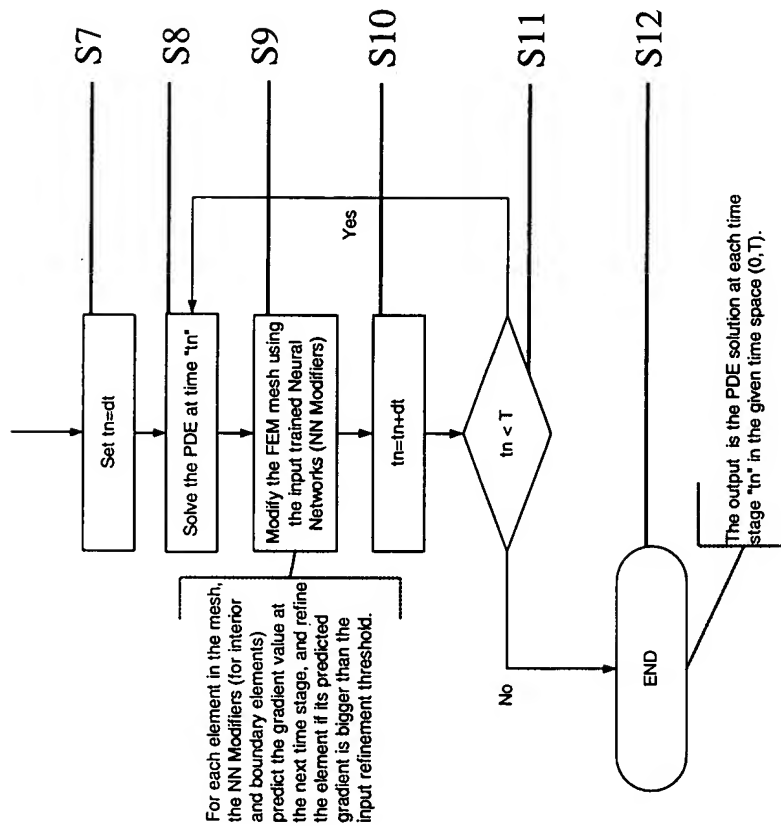 Set tn=dt
S7
Solve the PDE at time "tn"
S8
Modify the FEM mesh using
the input trained Neural
Networks (NN Modifiers)
S9
For each element in the mesh,
the NN Modifiers (for interior
and boundary elements)
predict the gradient value at
the next time stage, and refine
the element if its predicted
gradient is bigger than the
input refinement threshold.
tn=tn+dt
S10
Yes
tn < T
S11
No
END
S12
The output is the PDE solution at each time
stage "tn" in the given time space (0,T).